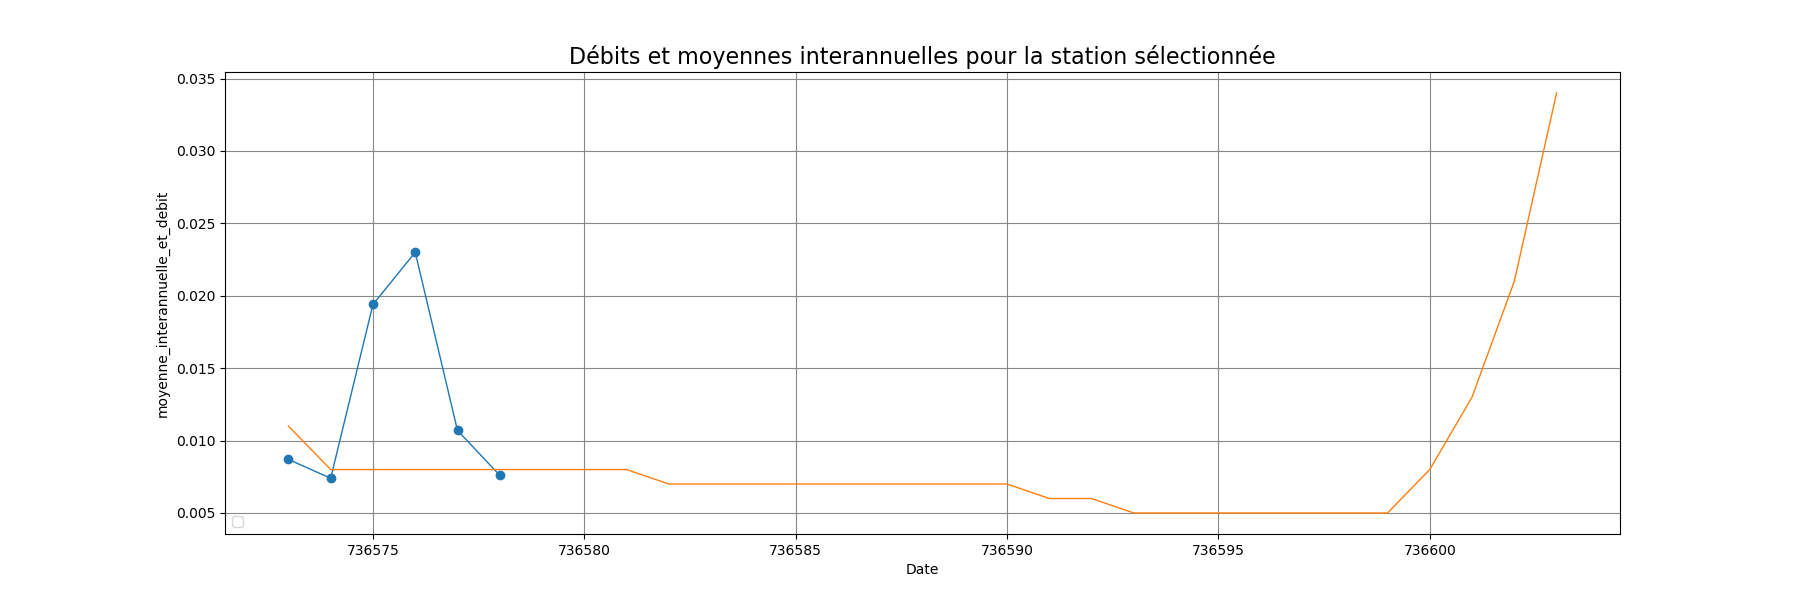 Débits et moyennes interannuelles pour la station sélectionnée
0.035
0.030
0.025
0.020
0.015
0.010
0.005
moyenne_interannuelle_et_debit
736575 736580 736585 736590 736595 736600
Date